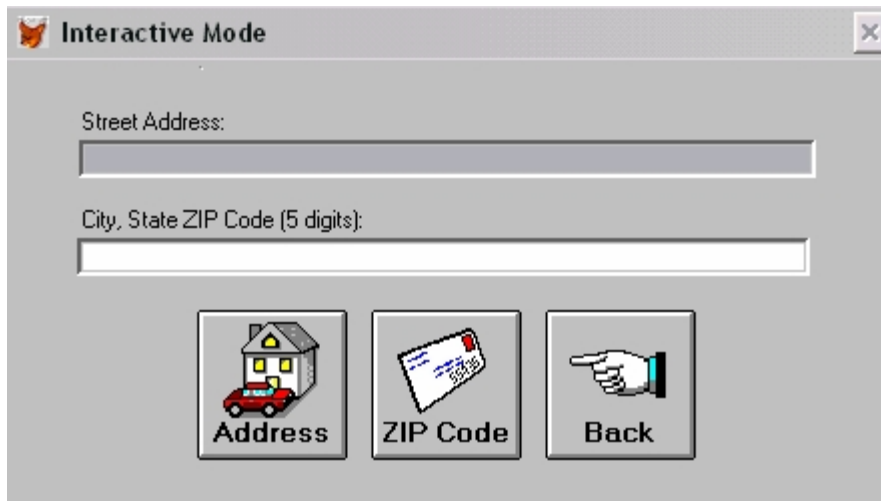 Interactive Mode
Street Address:
City, State ZIP Code (5 digits):
Address
ZIP Code
Back